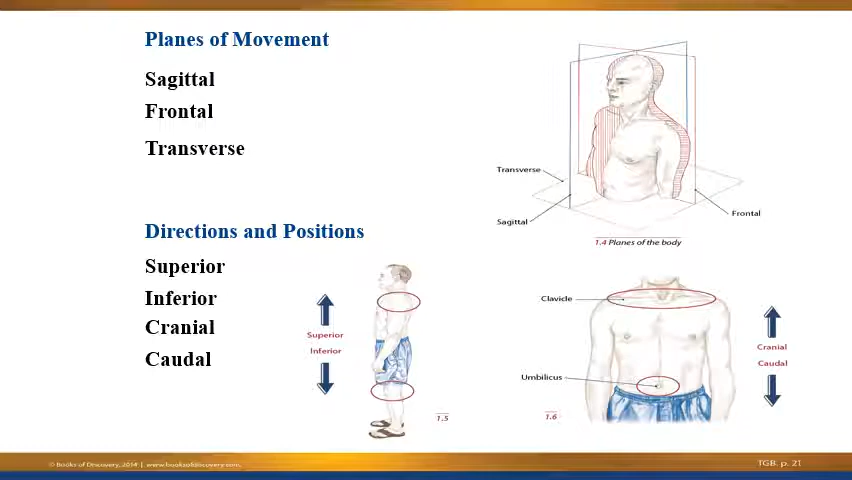 Planes of Movement
Sagittal
Frontal
Transverse
Transverse
Sagittal
Frontal
1.4 Planes of the body
Directions and Positions
Superior
Inferior
Cranial
Caudal
Superior
Inferior
1.5
Clavicle
Umbilicus
1.6
Cranial
Caudal
© Books of Discovery, 2014 | www.booksofdiscovery.com
TGB. p. 21